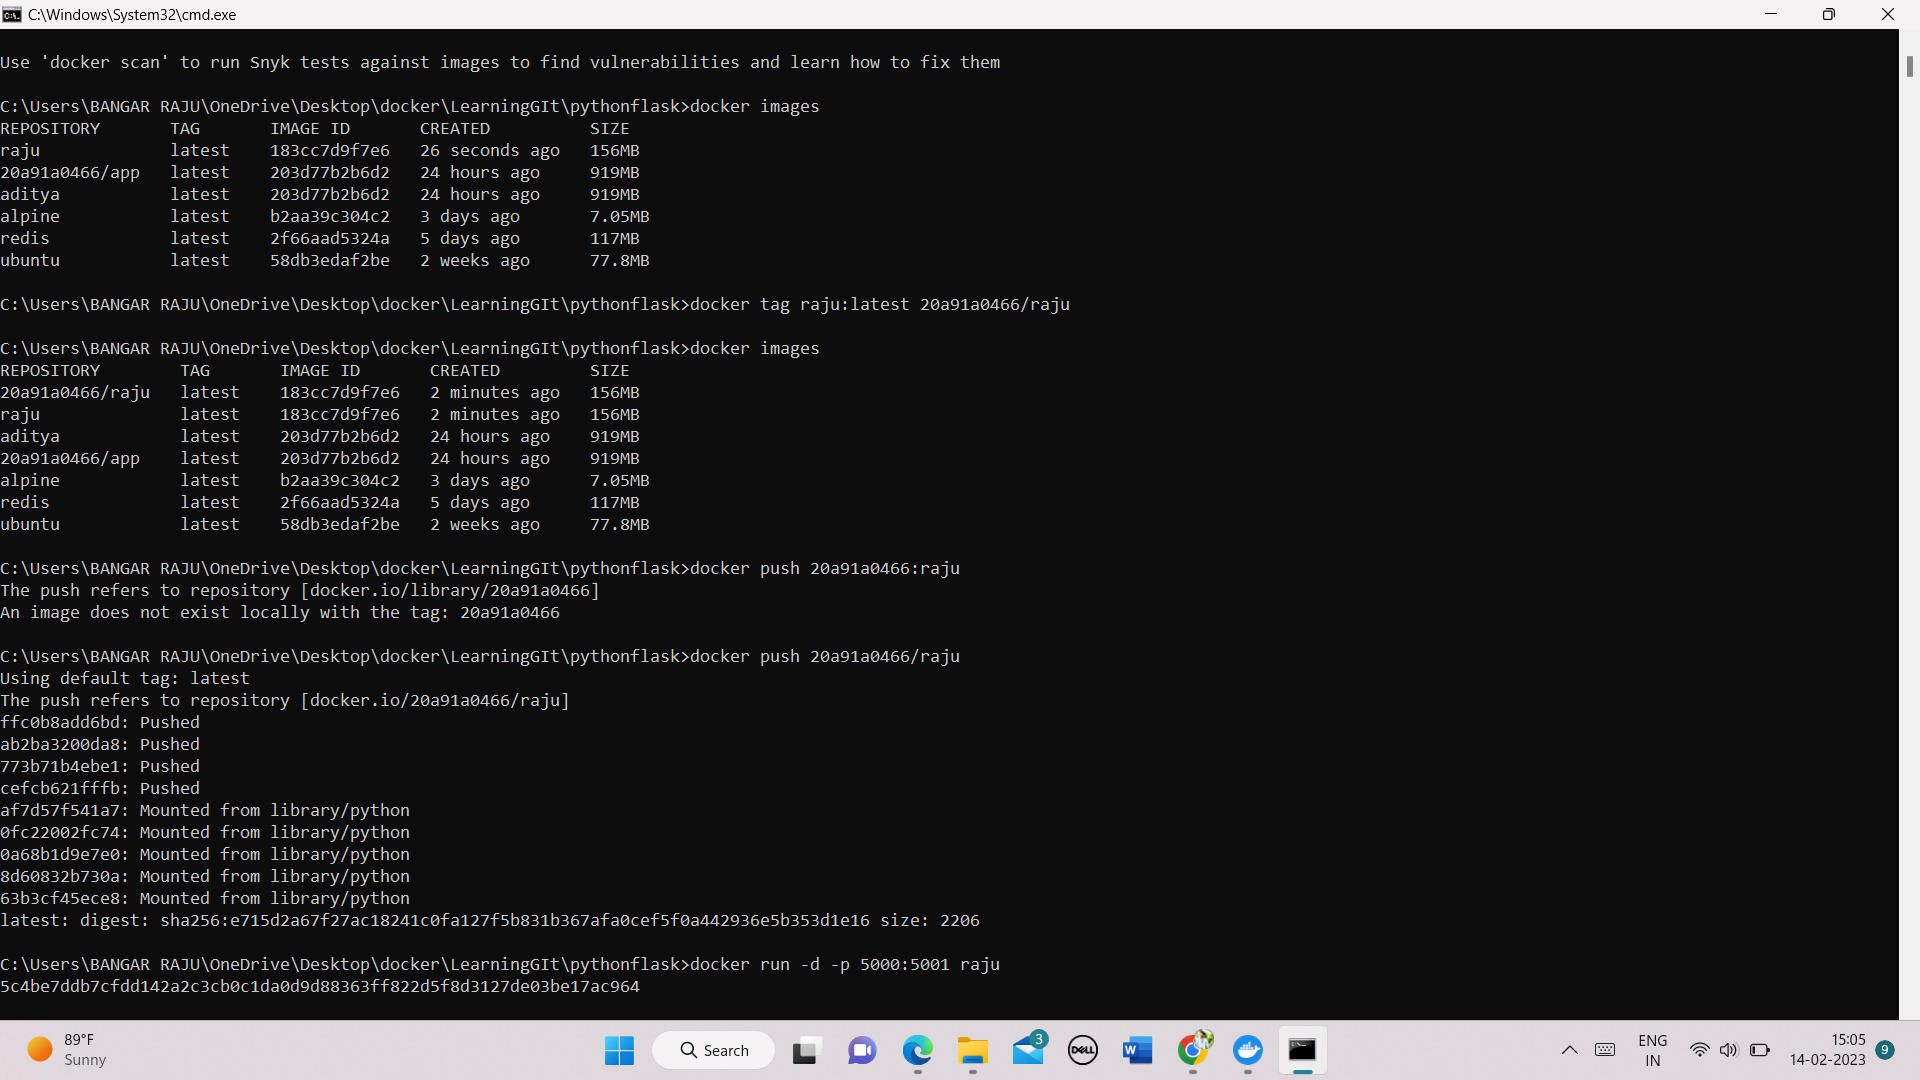 C:\Windows\System32\cmd.exe
Use 'docker scan' to run Snyk tests against images to find vulnerabilities and learn how to fix them
C:\Users\BANGAR RAJU\OneDrive\Desktop\docker\LearningGIt\pythonflask>docker images
REPOSITORY TAG IMAGE ID CREATED SIZE
raju latest 183cc7d9f7e6 26 seconds ago 156MB
20a91a0466/app latest 203d77b2b6d2 24 hours ago 919MB
aditya latest 203d77b2b6d2 24 hours ago 919MB
alpine latest b2aa39c304c2 3 days ago 7.05MB
redis latest 2f66aad5324a 5 days ago 117MB
ubuntu latest 58db3edaf2be 2 weeks ago 77.8MB
C:\Users\BANGAR RAJU\OneDrive\Desktop\docker\LearningGIt\pythonflask>docker tag raju:latest 20a91a0466/raju
C:\Users\BANGAR RAJU\OneDrive\Desktop\docker\LearningGIt\pythonflask>docker images
REPOSITORY TAG IMAGE ID CREATED SIZE
20a91a0466/raju latest 183cc7d9f7e6 2 minutes ago 156MB
raju latest 183cc7d9f7e6 2 minutes ago 156MB
aditya latest 203d77b2b6d2 24 hours ago 919MB
20a91a0466/app latest 203d77b2b6d2 24 hours ago 919MB
alpine latest b2aa39c304c2 3 days ago 7.05MB
redis latest 2f66aad5324a 5 days ago 117MB
ubuntu latest 58db3edaf2be 2 weeks ago 77.8MB
C:\Users\BANGAR RAJU\OneDrive\Desktop\docker\LearningGIt\pythonflask>docker push 20a91a0466:raju
The push refers to repository [docker.io/library/20a91a0466]
An image does not exist locally with the tag: 20a91a0466
C:\Users\BANGAR RAJU\OneDrive\Desktop\docker\LearningGIt\pythonflask>docker push 20a91a0466/raju
Using default tag: latest
The push refers to repository [docker.io/20a91a0466/raju]
ffc0b8add6bd: Pushed
ab2ba3200da8: Pushed
773b71b4ebe1: Pushed
cefcb621fffb: Pushed
af7d57f541a7: Mounted from library/python
0fc22002fc74: Mounted from library/python
0a68b1d9e7e0: Mounted from library/python
8d60832b730a: Mounted from library/python
63b3cf45ece8: Mounted from library/python
latest: digest: sha256:e715d2a67f27ac18241c0fa127f5b831b367afa0cef5f0a442936e5b353d1e16 size: 2206
C:\Users\BANGAR RAJU\OneDrive\Desktop\docker\LearningGIt\pythonflask>docker run -d -p 5000:5001 raju
5c4be7ddb7cfdd142a2c3cb0c1da0d9d88363ff822d5f8d3127de03be17ac964
89°F
Sunny
Search
3
DELL
W
ENG
IN
15:05
14-02-2023
9